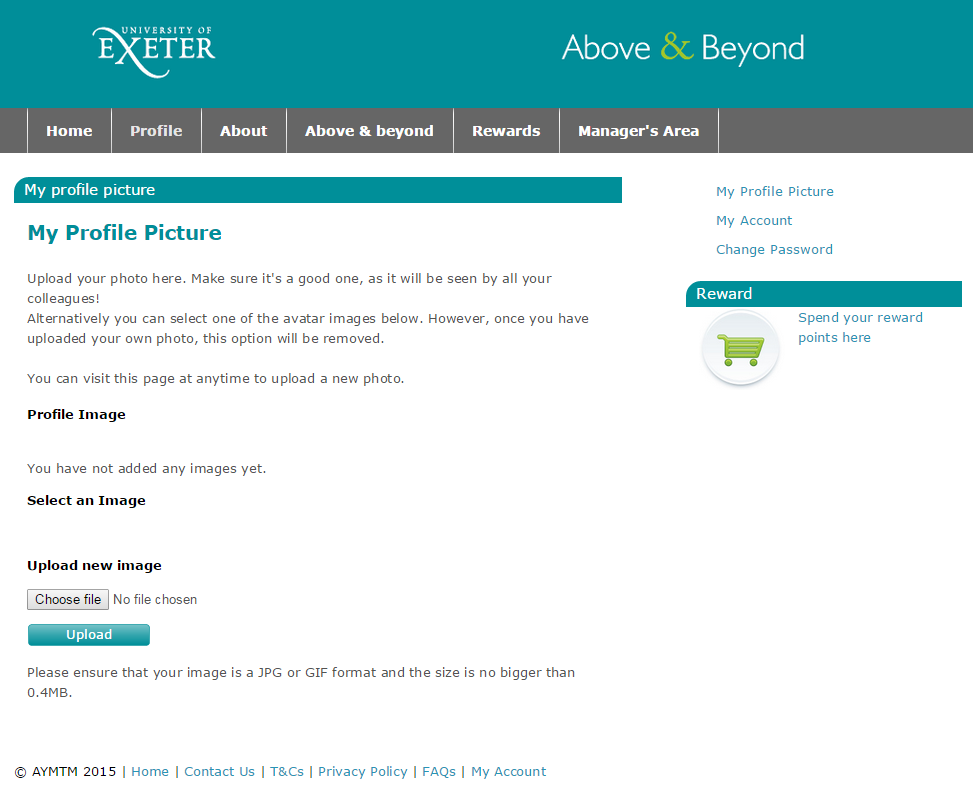 UNIVERSITY OF
EXETER
Above & Beyond
Home Profile About Above & beyond Rewards Manager's Area
My profile picture
My Profile Picture
Upload your photo here. Make sure it's a good one, as it will be seen by all your
colleagues!
Alternatively you can select one of the avatar images below. However, once you have
uploaded your own photo, this option will be removed.
You can visit this page at anytime to upload a new photo.
Profile Image
You have not added any images yet.
Select an Image
Upload new image
Choose file No file chosen
Upload
Please ensure that your image is a JPG or GIF format and the size is no bigger than
0.4MB.
My Profile Picture
My Account
Change Password
Reward
Spend your reward
points here
© AYMTM 2015 | Home | Contact Us | T&Cs | Privacy Policy | FAQs | My Account